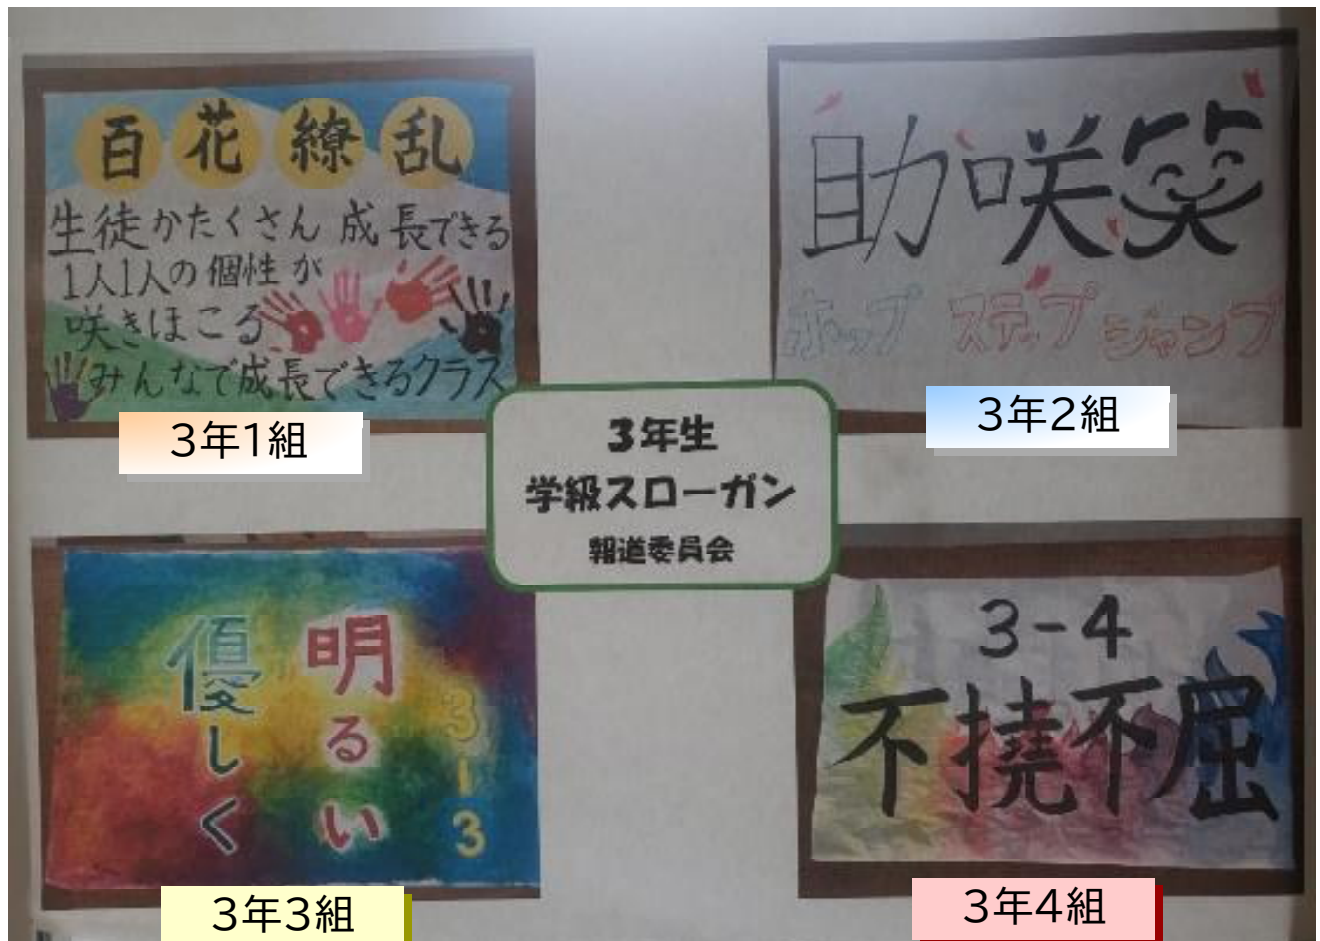 百花繚乱
生徒がたくさん成長できる
1人1人の個性が
咲きほこる
みんなで成長できるクラス
3年1組
助咲笑
ホップ ステップ ジャンプ
3年2組
3年生
学級スローガン
報道委員会
3-3
明るい
優しく
3年3組
3-4
不撓不屈
3年4組